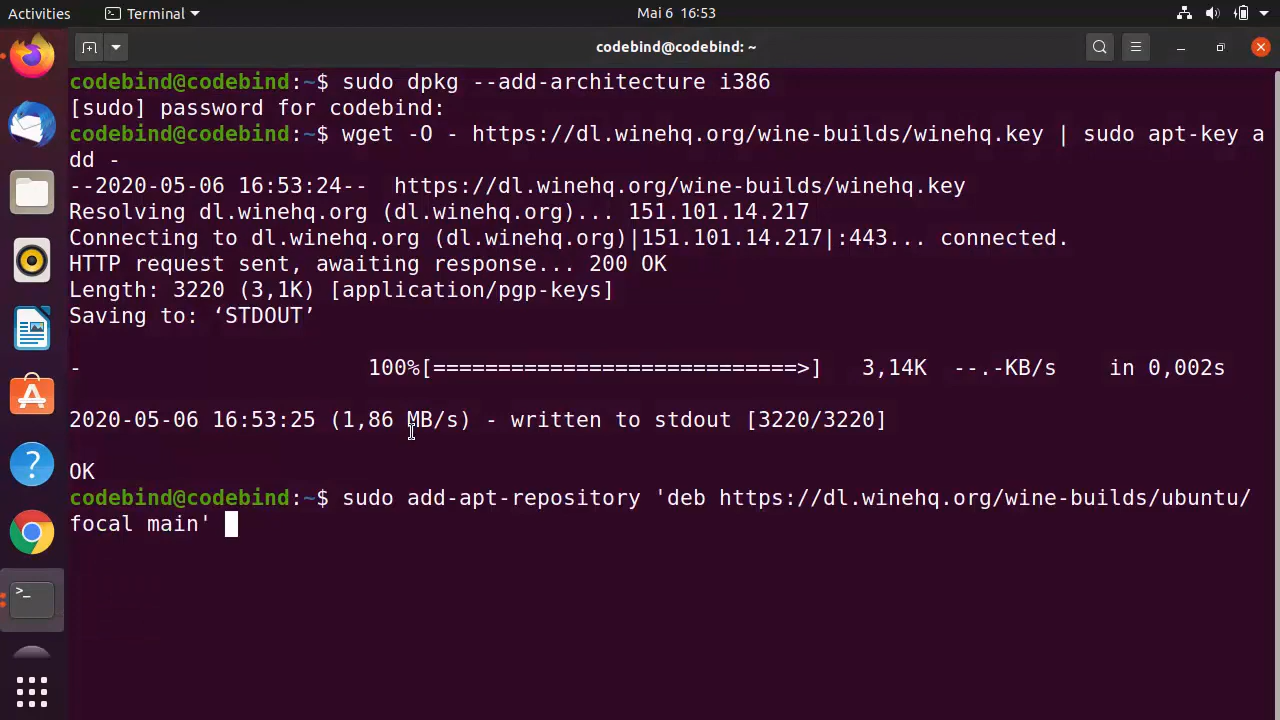 Activities
Terminal
Mai 6 16:53
codebind@codebind: ~
codebind@codebind:~$ sudo dpkg --add-architecture i386
[sudo] password for codebind:
codebind@codebind:~$ wget -O - https://dl.winehq.org/wine-builds/winehq.key | sudo apt-key a
dd -
--2020-05-06 16:53:24--  https://dl.winehq.org/wine-builds/winehq.key
Resolving dl.winehq.org (dl.winehq.org)... 151.101.14.217
Connecting to dl.winehq.org (dl.winehq.org)|151.101.14.217|:443... connected.
HTTP request sent, awaiting response... 200 OK
Length: 3220 (3,1K) [application/pgp-keys]
Saving to: ‘STDOUT’
-                      100%[============================>]   3,14K  --.-KB/s    in 0,002s
2020-05-06 16:53:25 (1,86 MB/s) - written to stdout [3220/3220]
OK
codebind@codebind:~$ sudo add-apt-repository 'deb https://dl.winehq.org/wine-builds/ubuntu/
focal main'